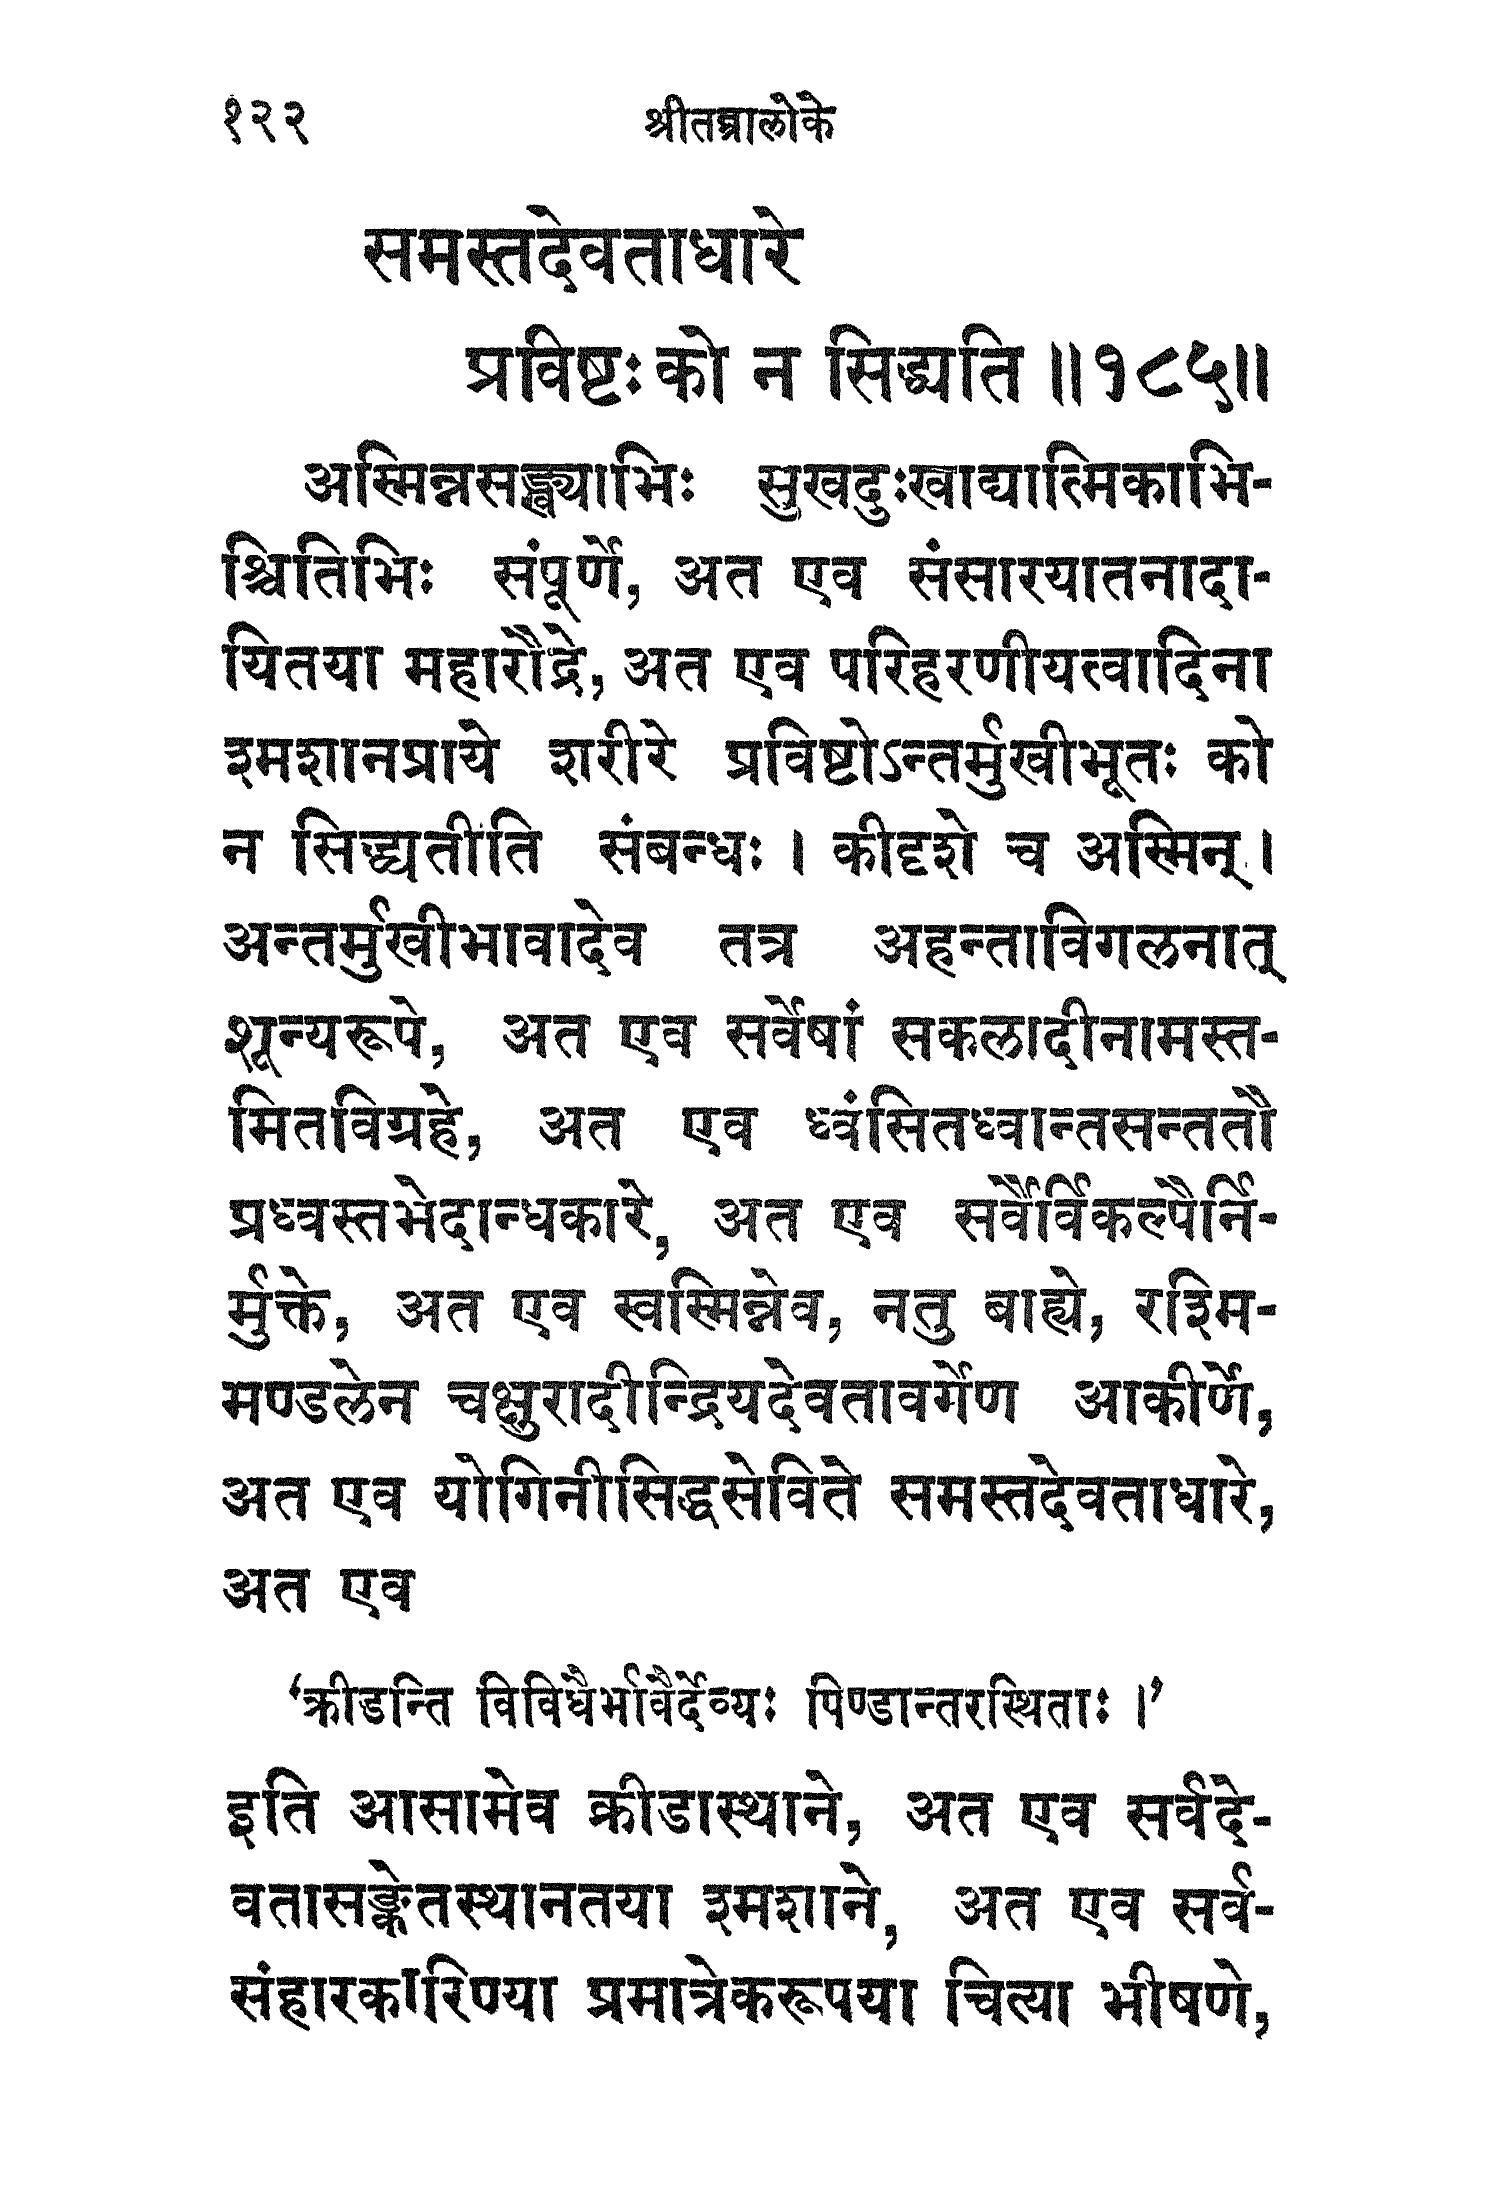 १२२ श्रीतन्त्रालोके
समस्तदेवताधारे
प्रविष्टः को न सिद्ध्यति ॥१८५॥
अस्मिन्नसङ्ख्याभिः सुखदुःखाद्यात्मिकाभि-
श्चितिभिः संपूर्णे, अत एव संसारयातनादा-
यितया महारौद्रे, अत एव परिहरणीयत्वादिना
श्मशानप्राये शरीरे प्रविष्टोऽन्तर्मुखीभूतः को
न सिद्ध्यतीति संबन्धः । कीदृशे च अस्मिन् ।
अन्तर्मुखीभावादेव तत्र अहन्ताविगलनात्
शून्यरूपे, अत एव सर्वेषां सकलादीनामस्त-
मितविग्रहे, अत एव ध्वंसितध्वान्तसन्ततौ
प्रध्वस्तभेदान्धकारे, अत एव सर्वैर्विकल्पैर्नि-
र्मुक्ते, अत एव स्वस्मिन्नेव, नतु बाह्ये, रश्मि-
मण्डलेन चक्षुरादीन्द्रियदेवतावर्गेण आकीर्णे,
अत एव योगिनीसिद्धसेविते समस्तदेवताधारे,
अत एव
‘क्रीडन्ति विविधैर्भावैर्देव्यः पिण्डान्तरस्थिताः ।’
इति आसामेव क्रीडास्थाने, अत एव सर्वदे-
वतासङ्केतस्थानतया श्मशाने, अत एव सर्व-
संहारकारिण्या प्रमात्रेकरूपया चित्या भीषणे,